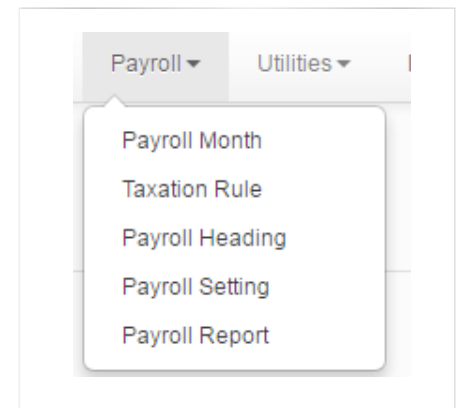 Payroll Utilities
Payroll Month
Taxation Rule
Payroll Heading
Payroll Setting
Payroll Report